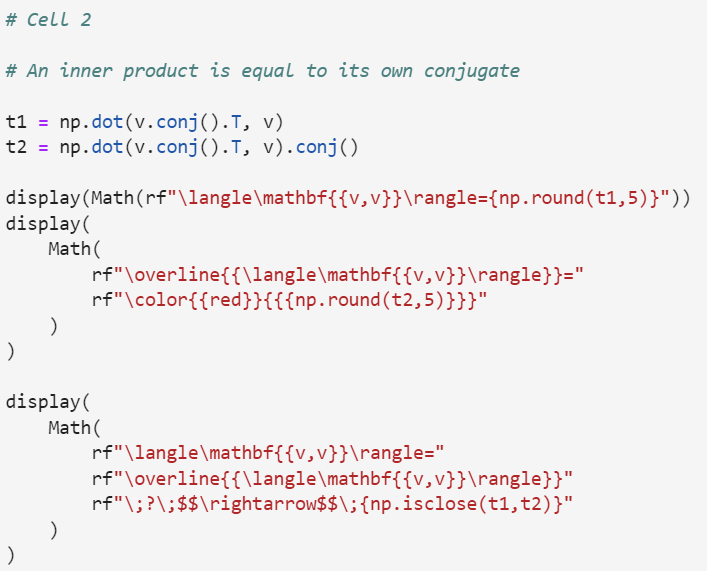 # Cell 2

# An inner product is equal to its own conjugate

t1 = np.dot(v.conj().T, v)
t2 = np.dot(v.conj().T, v).conj()

display(Math(rf"\langle\mathbf{{v,v}}\rangle={np.round(t1,5)}"))
display(
    Math(
        rf"\overline{{\langle\mathbf{{v,v}}\rangle}}="
        rf"\color{{red}}{{{np.round(t2,5)}}}"
    )
)

display(
    Math(
        rf"\langle\mathbf{{v,v}}\rangle="
        rf"\overline{{\langle\mathbf{{v,v}}\rangle}}"
        rf"\;?\;$$\rightarrow$$\;{np.isclose(t1,t2)}"
    )
)